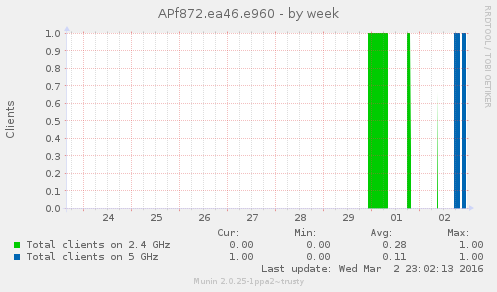 APf872.ea46.e960 - by week
RRDTOOL / TOBI OETIKER
Clients
1.0
0.9
0.8
0.7
0.6
0.5
0.4
0.3
0.2
0.1
0.0
24 25 26 27 28 29 01 02
Cur: Min: Avg: Max:
Total clients on 2.4 GHz 0.00 0.00 0.28 1.00
Total clients on 5 GHz 1.00 0.00 0.11 1.00
Last update: Wed Mar 2 23:02:13 2016
Munin 2.0.25-1ppa2~trusty